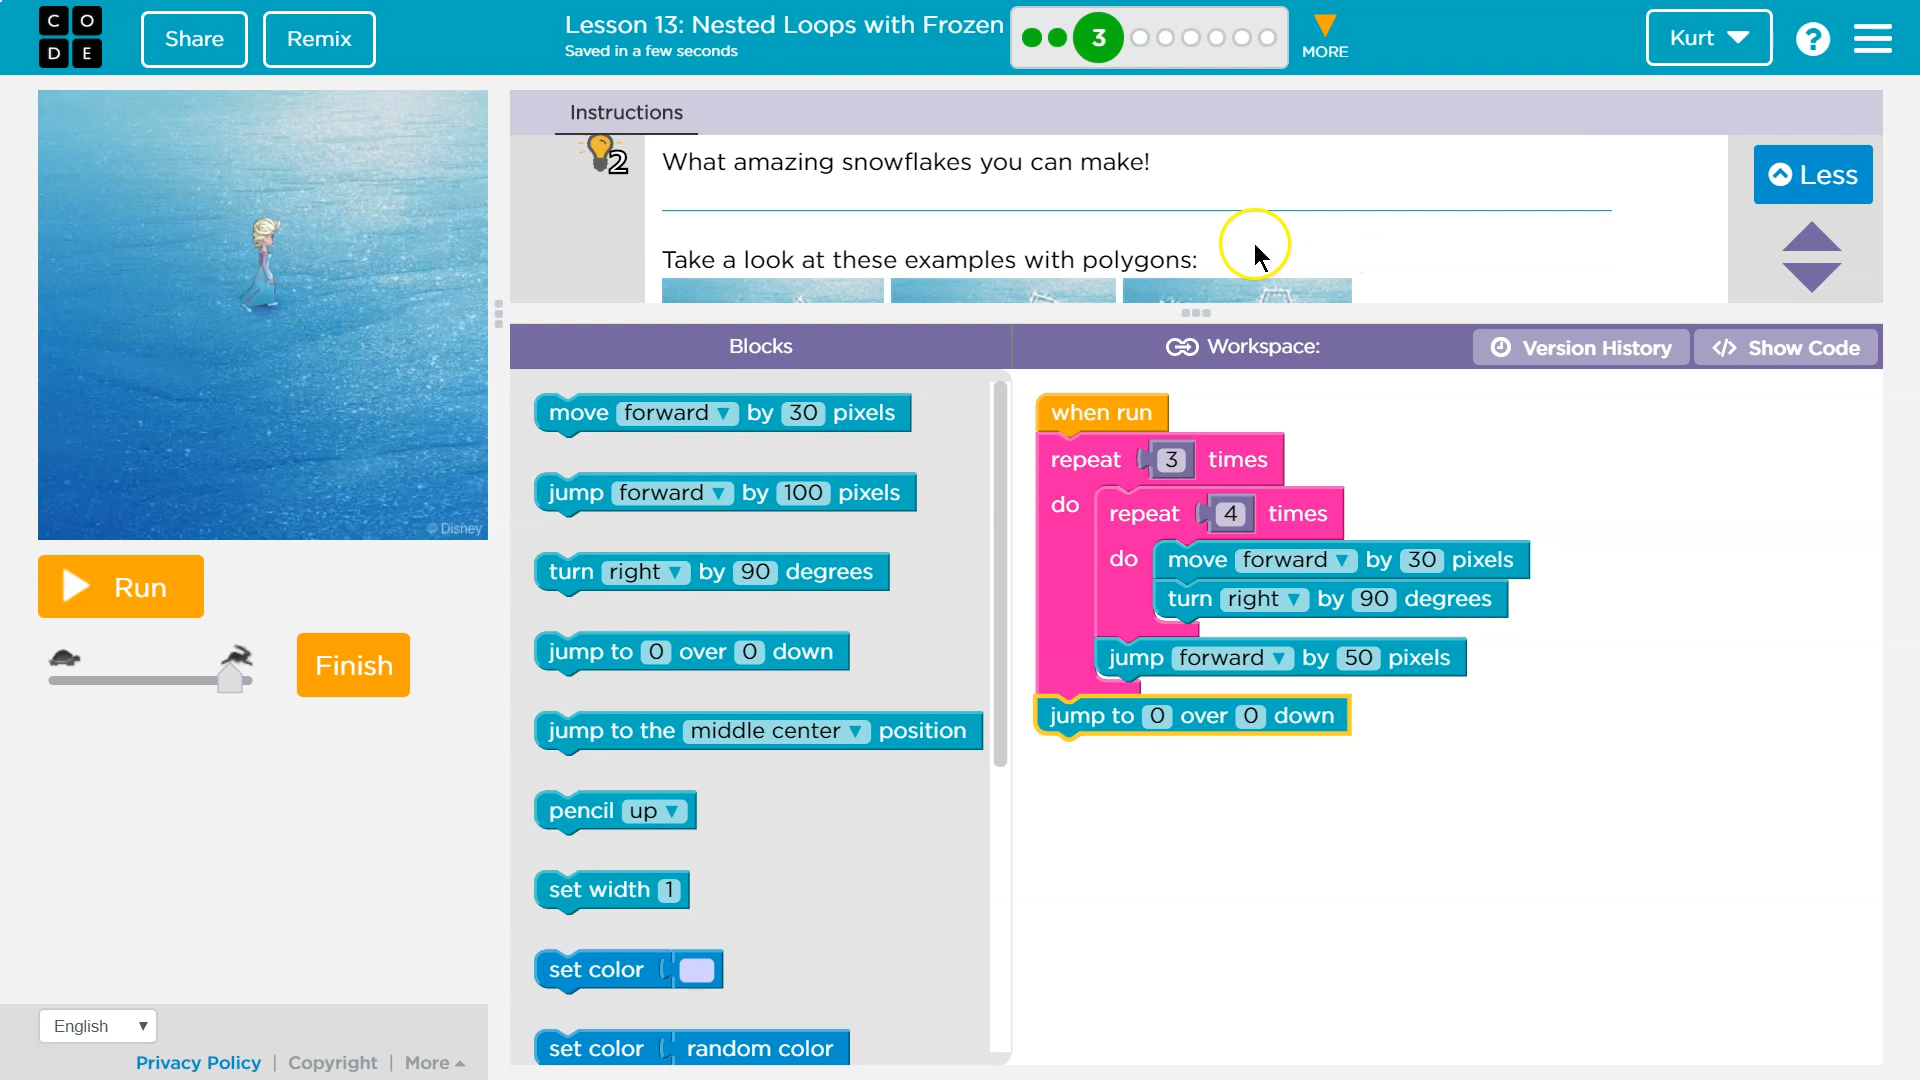 C O
D E
Share
Remix
Lesson 13: Nested Loops with Frozen
Saved in a few seconds
3
MORE
Kurt
?
Instructions
2
What amazing snowflakes you can make!
Less
Take a look at these examples with polygons:
Blocks
Workspace:
Version History
Show Code
move forward by 30 pixels
jump forward by 100 pixels
turn right by 90 degrees
jump to 0 over 0 down
jump to the middle center position
pencil up
set width 1
set color
set color random color
when run
repeat 3 times
do repeat 4 times
do move forward by 30 pixels
turn right by 90 degrees
jump forward by 50 pixels
jump to 0 over 0 down
© Disney
Run
Finish
English
Privacy Policy | Copyright | More